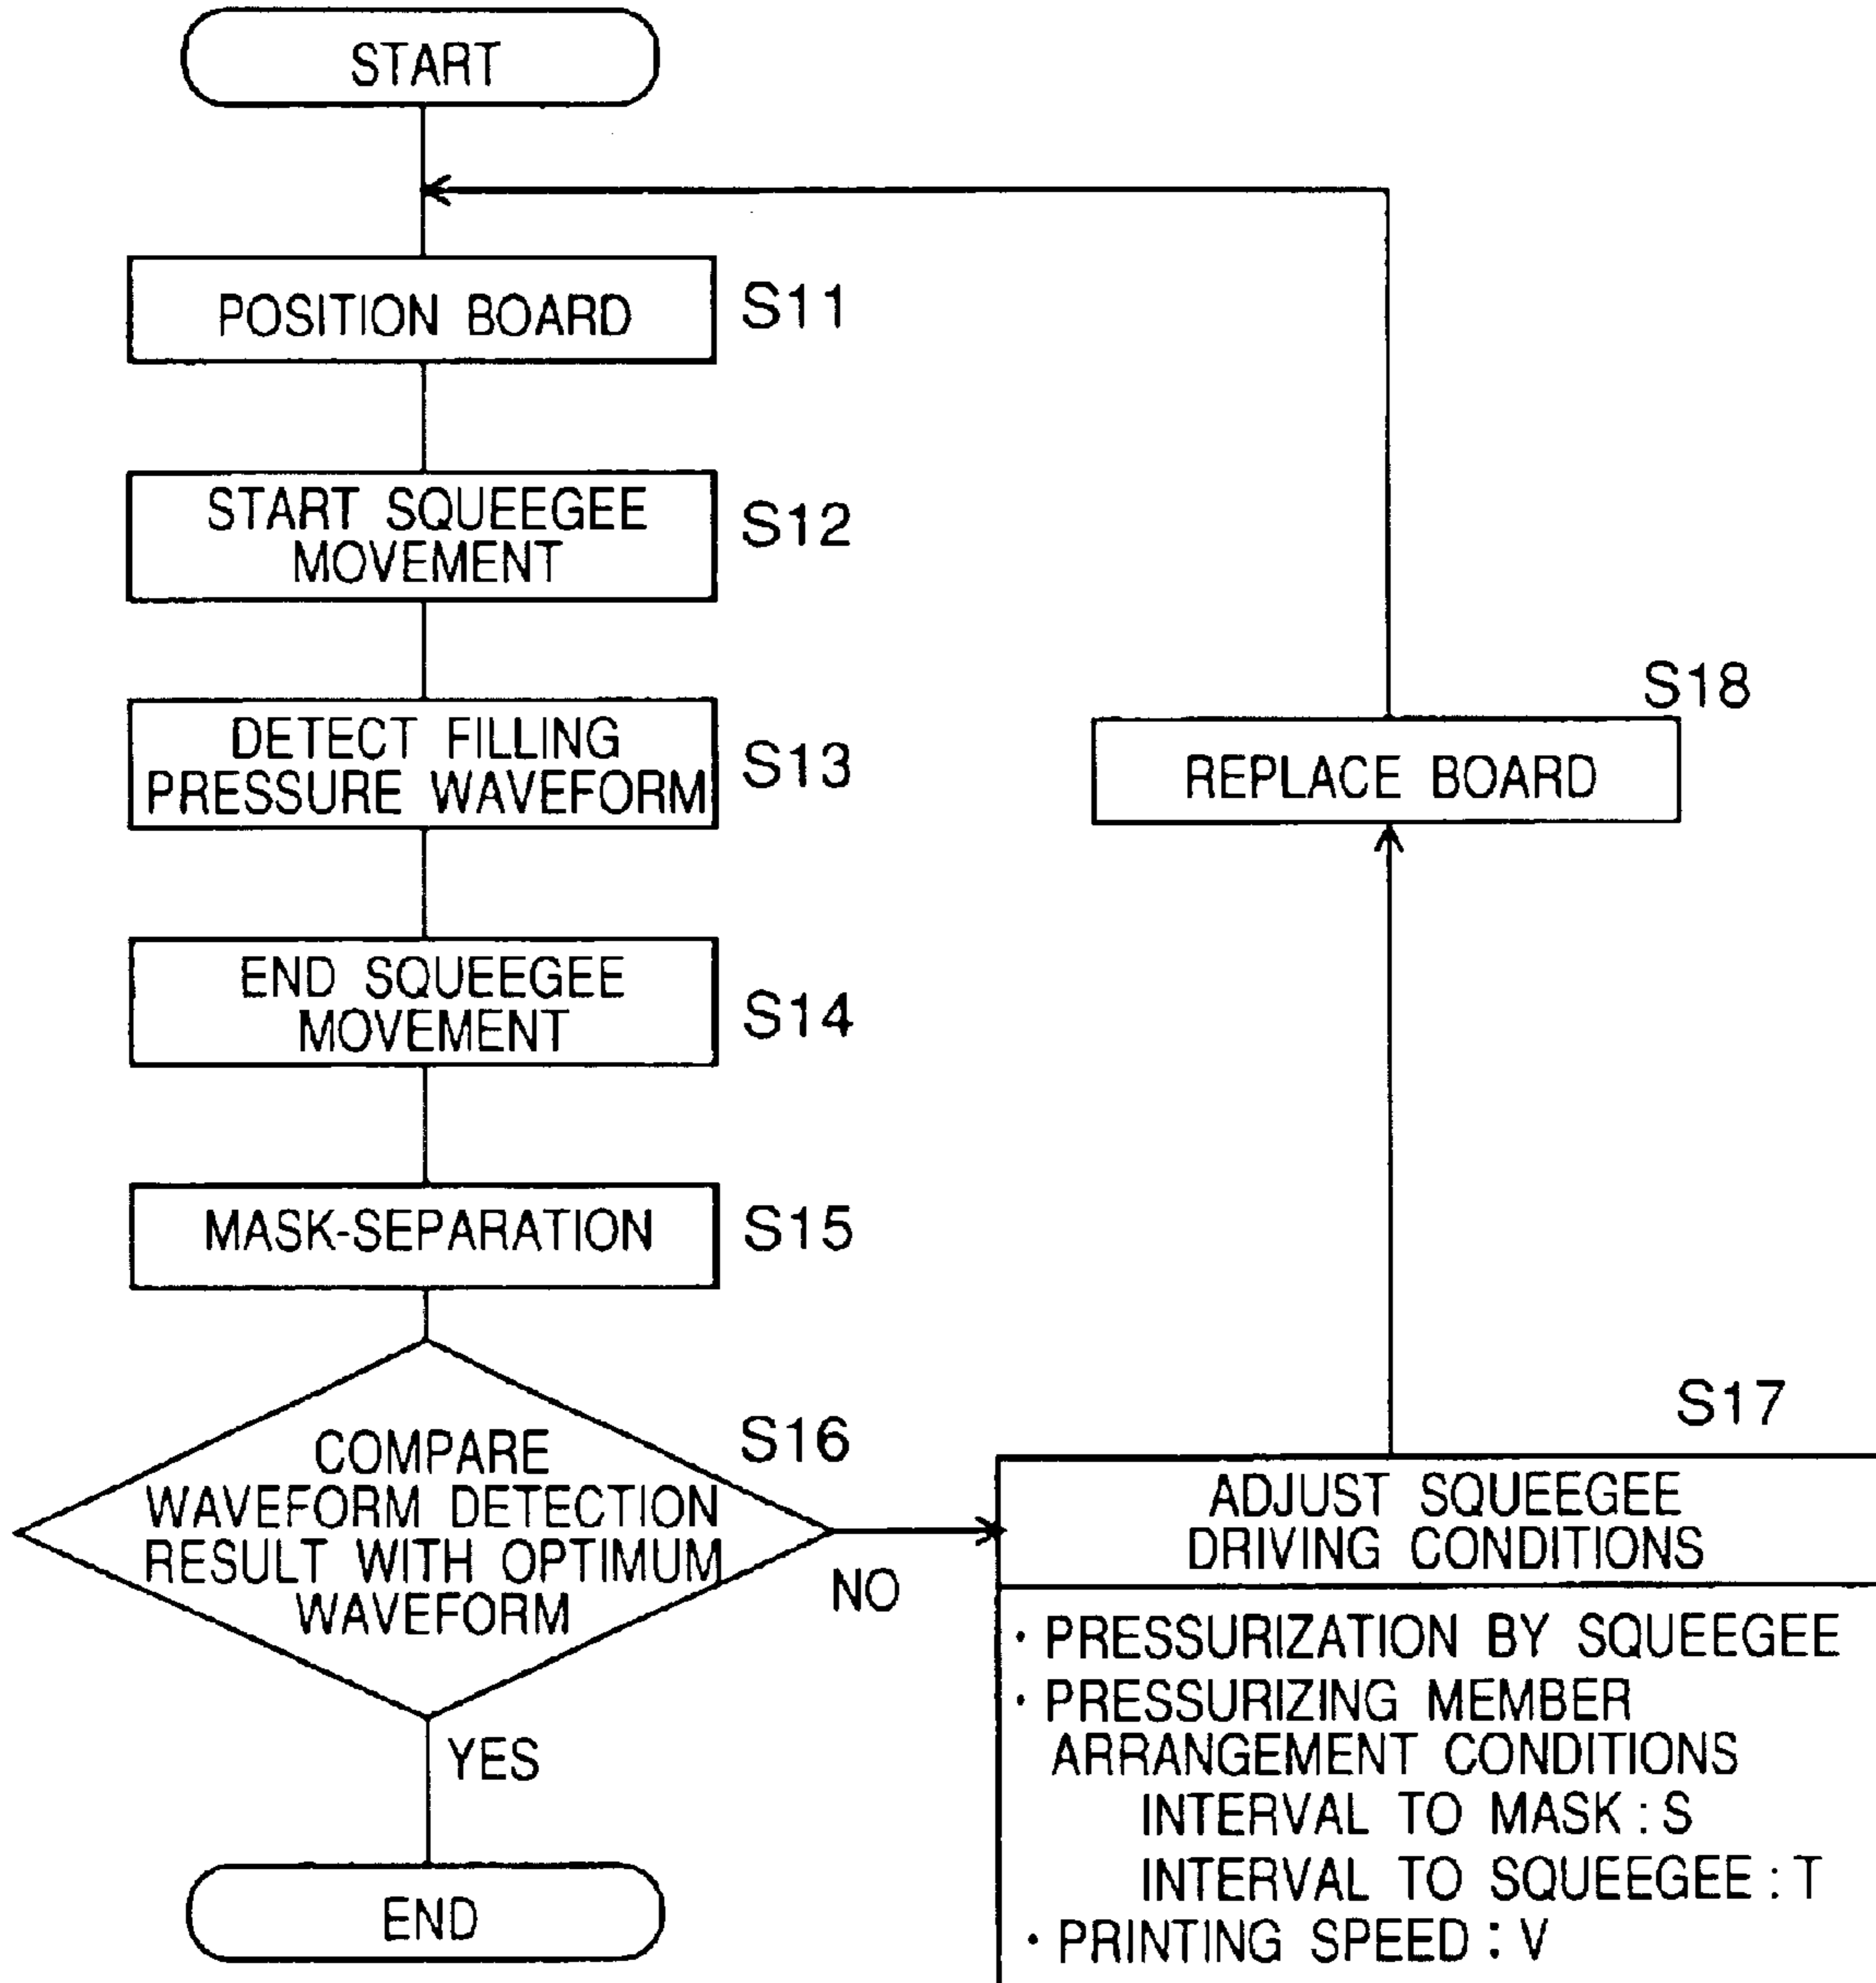 START
POSITION BOARD
S11
START SQUEEGEE
MOVEMENT
S12
DETECT FILLING
PRESSURE WAVEFORM
S13
END SQUEEGEE
MOVEMENT
S14
MASK-SEPARATION
S15
COMPARE
WAVEFORM DETECTION
RESULT WITH OPTIMUM
WAVEFORM
S16
NO
YES
END
S17
ADJUST SQUEEGEE
DRIVING CONDITIONS
· PRESSURIZATION BY SQUEEGEE
· PRESSURIZING MEMBER
ARRANGEMENT CONDITIONS
INTERVAL TO MASK : S
INTERVAL TO SQUEEGEE : T
· PRINTING SPEED : V
S18
REPLACE BOARD